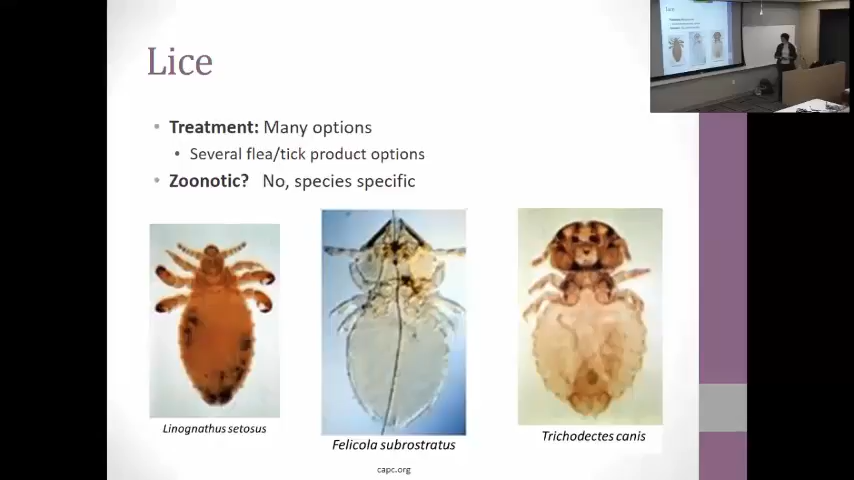 Lice
• Treatment: Many options
• Several flea/tick product options
• Zoonotic? No, species specific
Linognathus setosus
Felicola subrostratus
Trichodectes canis
capc.org
Lice